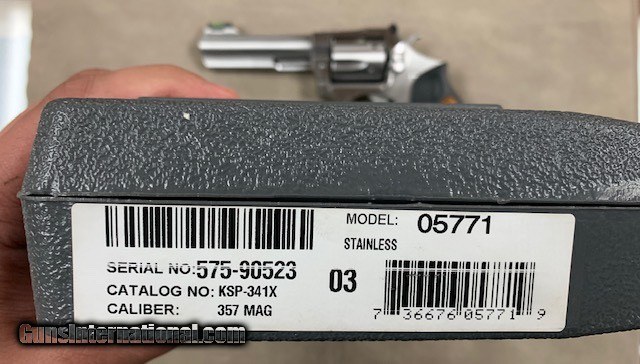 MODEL: 05771
STAINLESS
SERIAL NO: 575-90523
03
CATALOG NO: KSP-341X
CALIBER: 357 MAG
7 36676 05771 9
GunsInternational.com